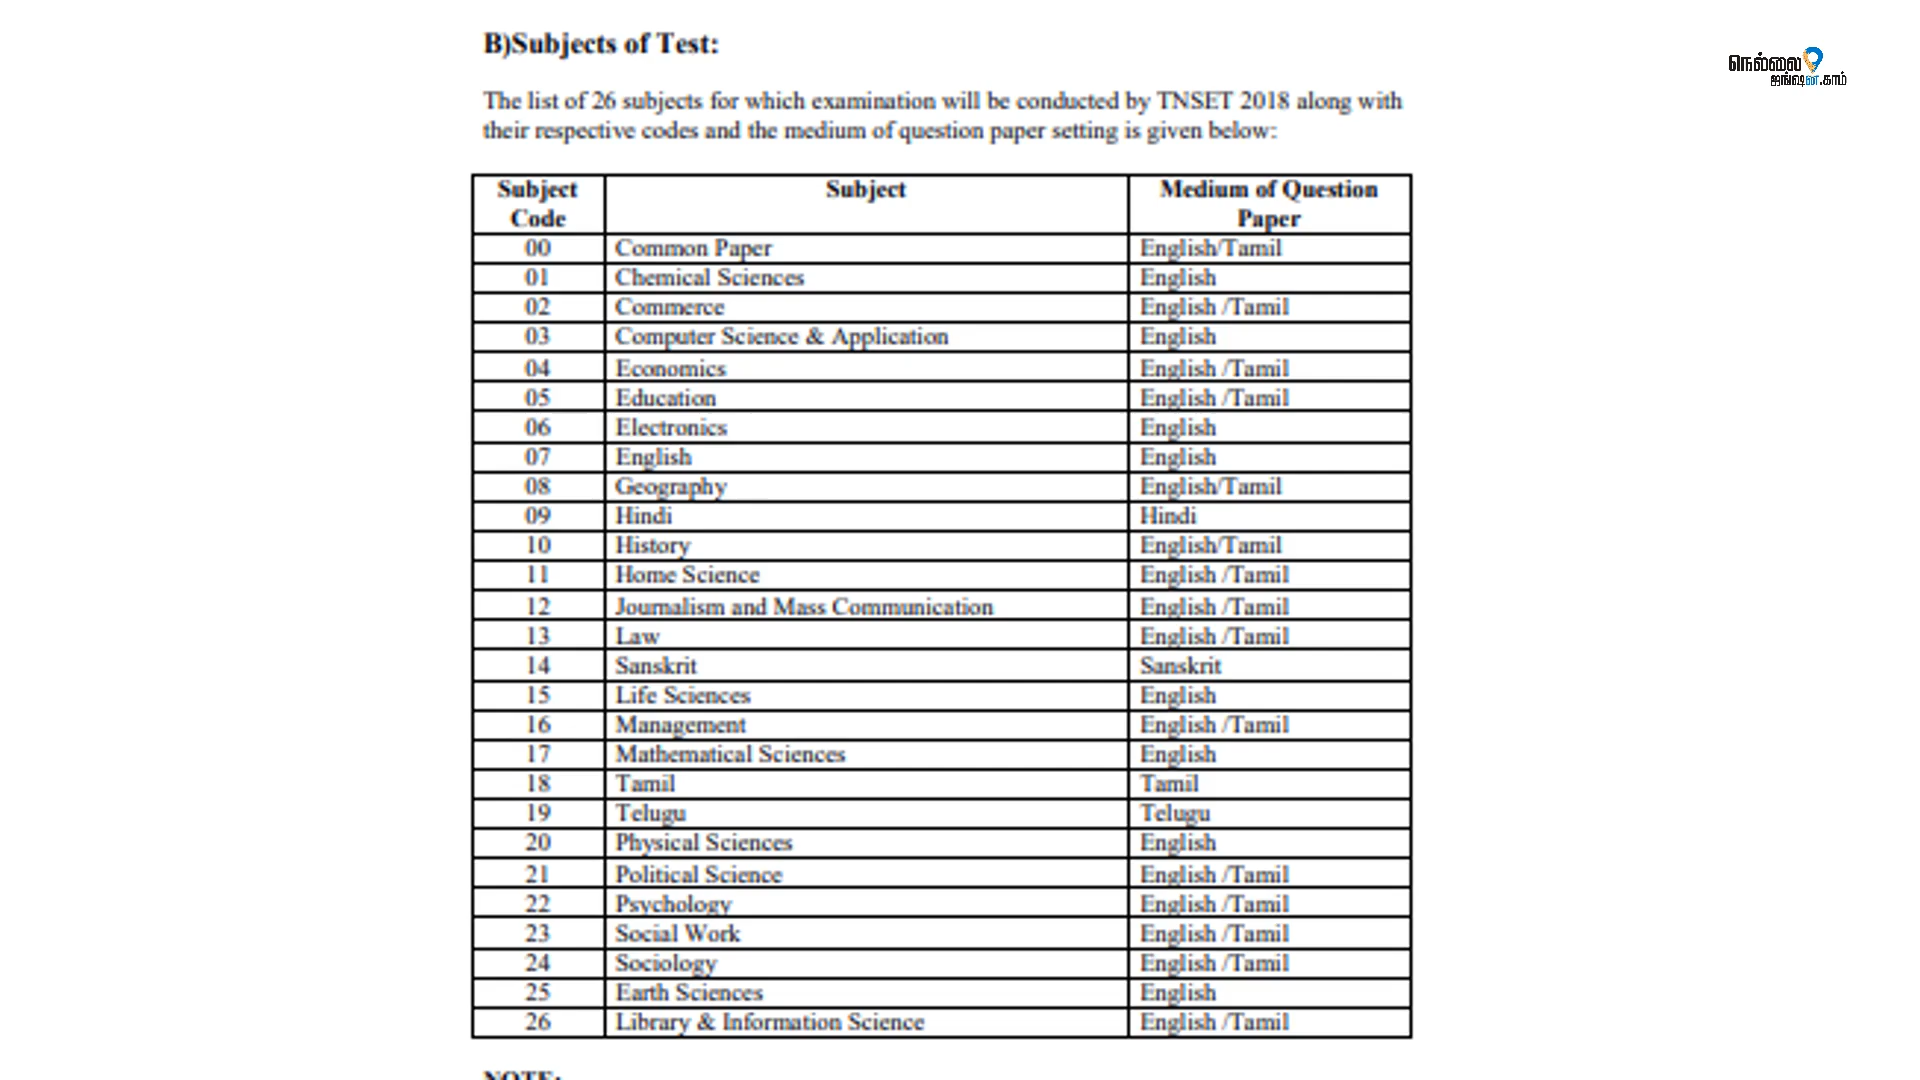 B)Subjects of Test:
நெல்லை
ஜங்ஷன்.காம்
The list of 26 subjects for which examination will be conducted by TNSET 2018 along with
their respective codes and the medium of question paper setting is given below:
Subject Code Subject Medium of Question Paper
00 Common Paper English/Tamil
01 Chemical Sciences English
02 Commerce English /Tamil
03 Computer Science & Application English
04 Economics English /Tamil
05 Education English /Tamil
06 Electronics English
07 English English
08 Geography English/Tamil
09 Hindi Hindi
10 History English/Tamil
11 Home Science English /Tamil
12 Journalism and Mass Communication English /Tamil
13 Law English /Tamil
14 Sanskrit Sanskrit
15 Life Sciences English
16 Management English /Tamil
17 Mathematical Sciences English
18 Tamil Tamil
19 Telugu Telugu
20 Physical Sciences English
21 Political Science English /Tamil
22 Psychology English /Tamil
23 Social Work English /Tamil
24 Sociology English /Tamil
25 Earth Sciences English
26 Library & Information Science English /Tamil
NOTE: